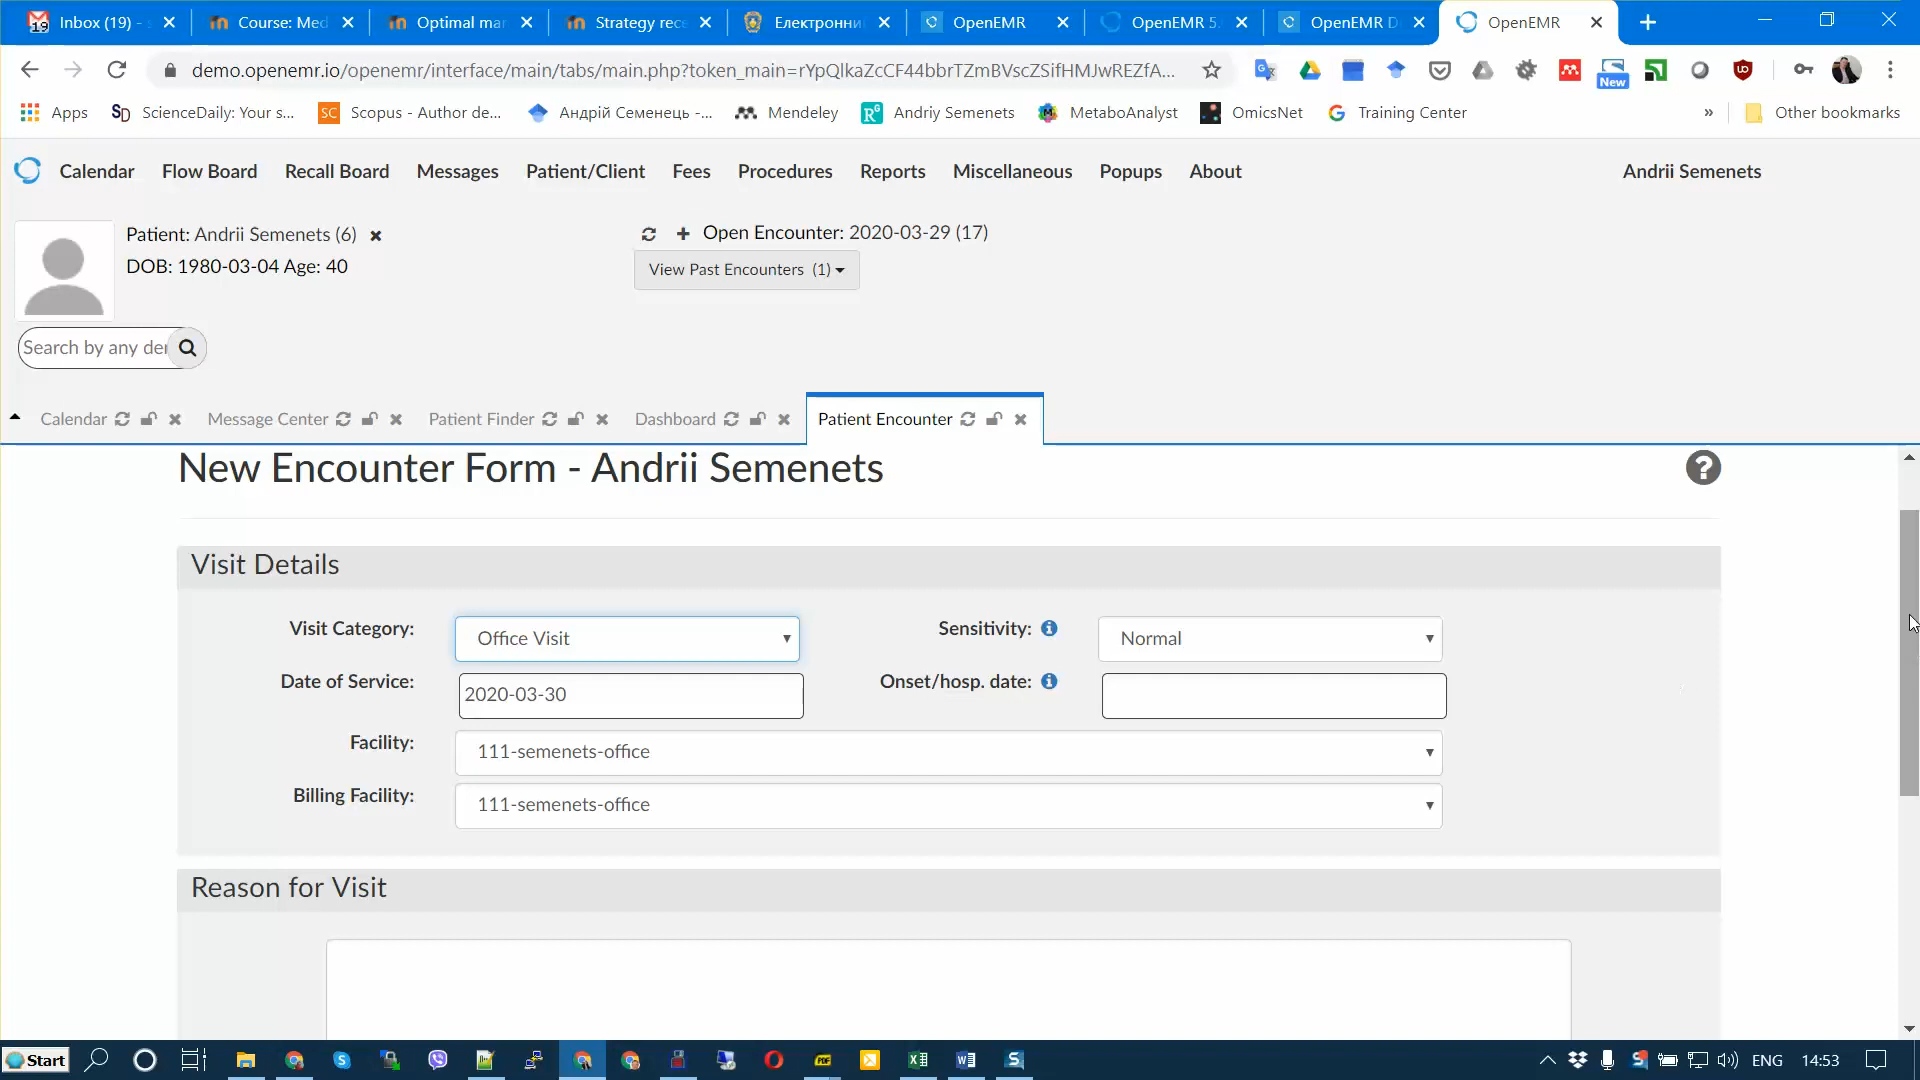 Inbox (19) -
Course: Med
Optimal mar
Strategy rec
Електронни
OpenEMR
OpenEMR 5.
OpenEMR D
OpenEMR
demo.openemr.io/openemr/interface/main/tabs/main.php?token_main=rYpQlkaZcCF44bbrTZmBVscZSifHMJwREZfA...
New
Apps
ScienceDaily: Your s...
Scopus - Author de...
Андрій Семенець -...
Mendeley
Andriy Semenets
MetaboAnalyst
OmicsNet
Training Center
»
Other bookmarks
Calendar Flow Board Recall Board Messages Patient/Client Fees Procedures Reports Miscellaneous Popups About Andrii Semenets
Patient: Andrii Semenets (6)
Open Encounter: 2020-03-29 (17)
DOB: 1980-03-04 Age: 40
View Past Encounters (1)
Search by any der
Calendar
Message Center
Patient Finder
Dashboard
Patient Encounter
New Encounter Form - Andrii Semenets
Visit Details
Visit Category: Office Visit Sensitivity: Normal
Date of Service: 2020-03-30 Onset/hosp. date:
Facility: 111-semenets-office
Billing Facility: 111-semenets-office
Reason for Visit
Start
ENG 14:53